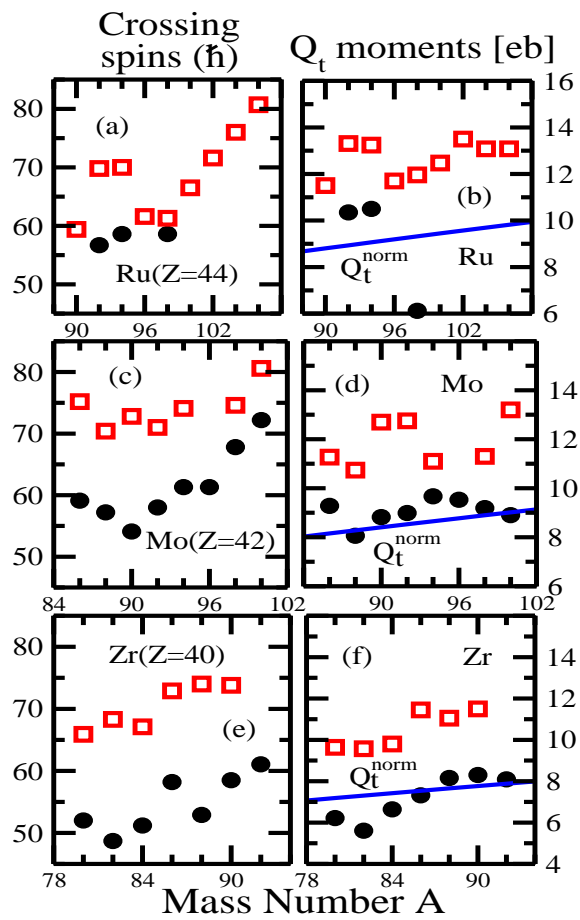 Crossing
spins (ħ)
Q_t moments [eb]
80
70
60
50
(a)
Ru(Z=44)
90 96 102
16
14
12
10
8
6
(b)
Q_t^norm
Ru
90 96 102
80
70
60
50
(c)
Mo(Z=42)
84 90 96 102
14
12
10
8
6
(d) Mo
Q_t^norm
90 96 102
80
70
60
50
Zr(Z=40)
(e)
78 84 90
16
14
12
10
8
6
4
(f) Zr
Q_t^norm
78 84 90
Mass Number A